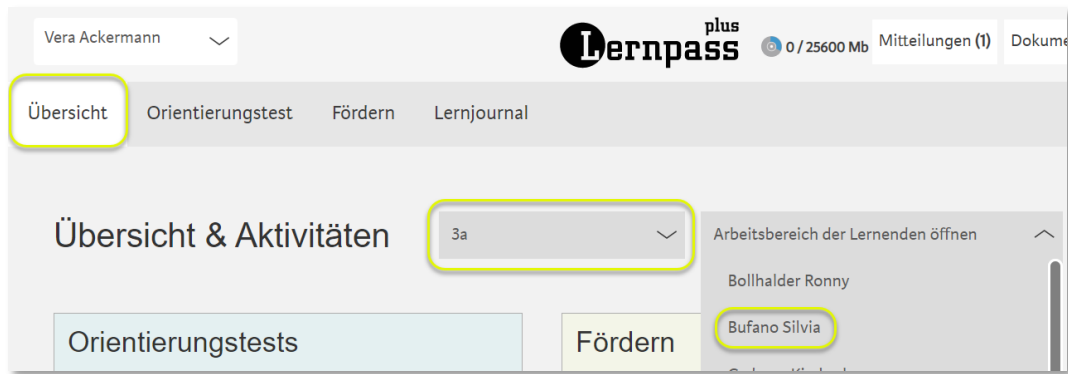 Vera Ackermann
Lernpass plus
0 / 25600 Mb
Mitteilungen (1)
Dokume
Übersicht
Orientierungstest
Fördern
Lernjournal
Übersicht & Aktivitäten
3a
Arbeitsbereich der Lernenden öffnen
Bollhalder Ronny
Bufano Silvia
Orientierungstests
Fördern